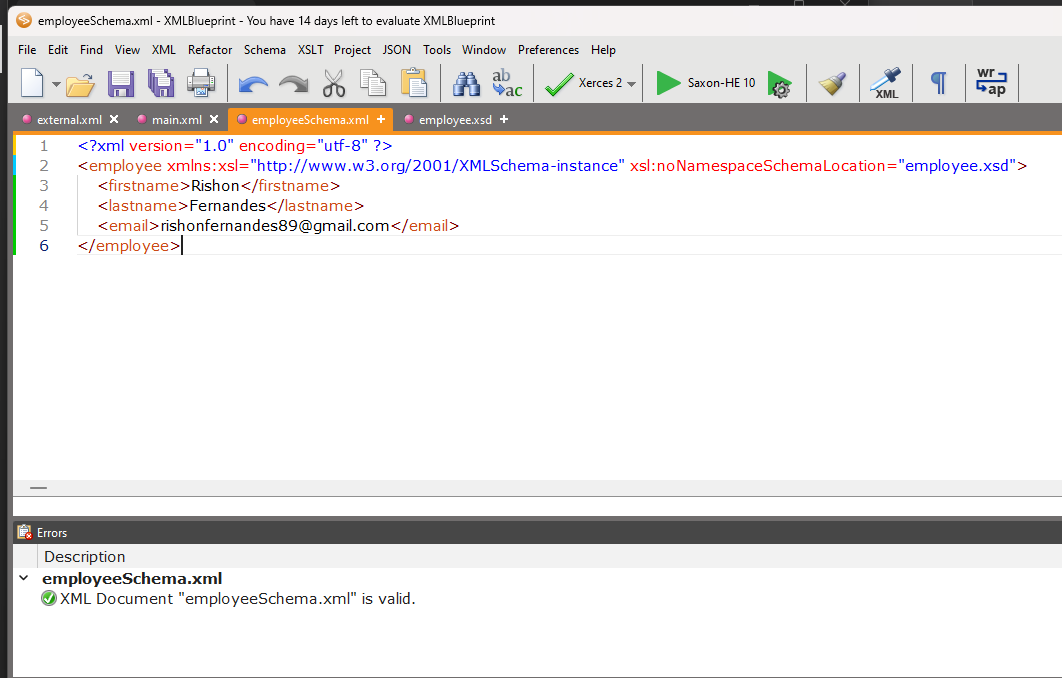 employeeSchema.xml - XMLBlueprint - You have 14 days left to evaluate XMLBlueprint
File Edit Find View XML Refactor Schema XSLT Project JSON Tools Window Preferences Help
ab
ac
Xerces 2
Saxon-HE 10
XML
¶
wr
ap
external.xml
main.xml
employeeSchema.xml
employee.xsd
1 <?xml version="1.0" encoding="utf-8" ?>
2 <employee xmlns:xsl="http://www.w3.org/2001/XMLSchema-instance" xsl:noNamespaceSchemaLocation="employee.xsd">
3 <firstname>Rishon</firstname>
4 <lastname>Fernandes</lastname>
5 <email>rishonfernandes89@gmail.com</email>
6 </employee>
Errors
Description
employeeSchema.xml
XML Document "employeeSchema.xml" is valid.